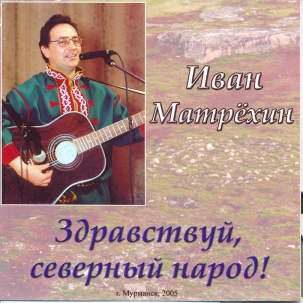 Иван
Матрёхин
Здравствуй,
северный народ!
г. Мурманск, 2005